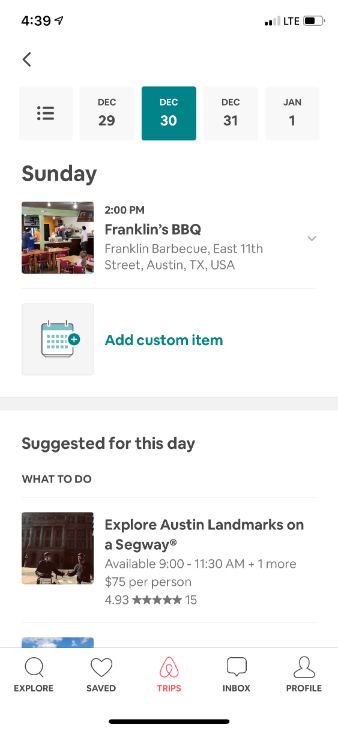 4:39
LTE
DEC
29
DEC
30
DEC
31
JAN
1
Sunday
2:00 PM
Franklin's BBQ
Franklin Barbecue, East 11th
Street, Austin, TX, USA
Add custom item
Suggested for this day
WHAT TO DO
Explore Austin Landmarks on
a Segway®
Available 9:00 - 11:30 AM + 1 more
$75 per person
4.93 ★★★★★ 15
EXPLORE
SAVED
TRIPS
INBOX
PROFILE